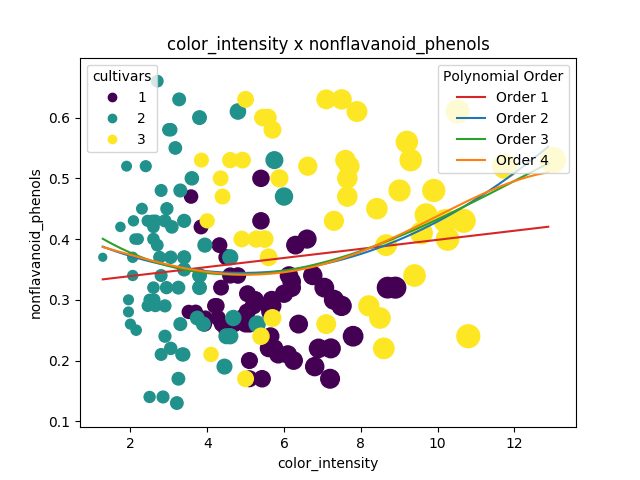 color_intensity x nonflavanoid_phenols
cultivars
1
2
3
Polynomial Order
Order 1
Order 2
Order 3
Order 4
nonflavanoid_phenols
0.6
0.5
0.4
0.3
0.2
0.1
2 4 6 8 10 12
color_intensity